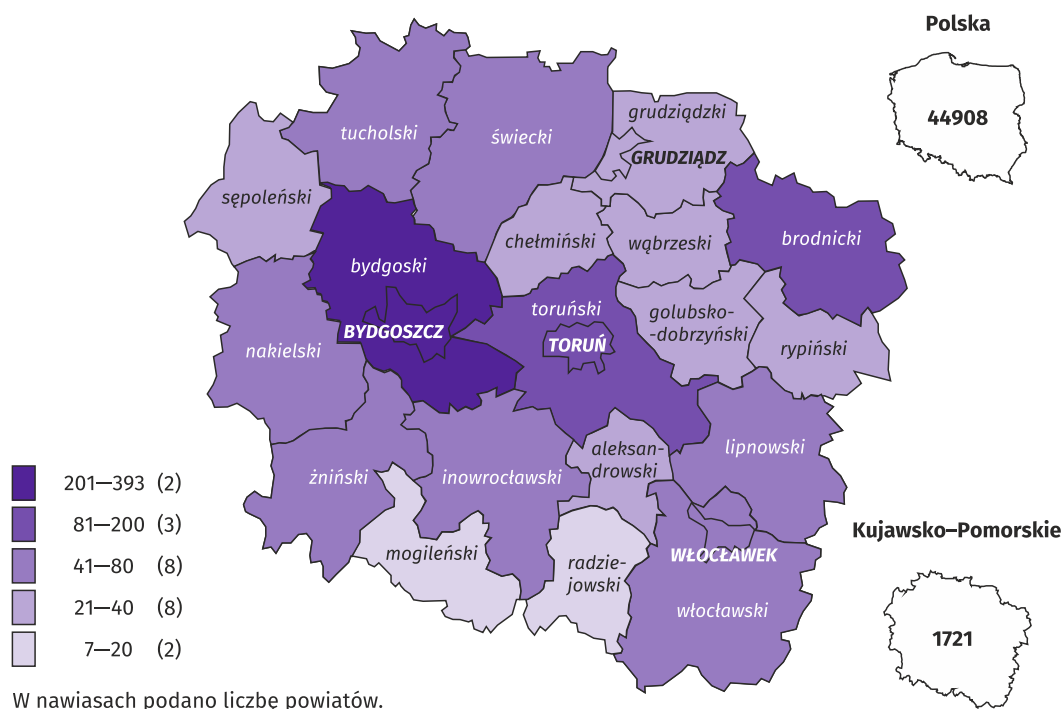 Polska
44908
tucholski
świecki
grudziądzki
GRUDZIĄDZ
sępoleński
chełmiński
wąbrzeski
brodnicki
bydgoski
BYDGOSZCZ
toruński
TORUŃ
golubsko-
-dobrzyński
rypiński
nakielski
żniński
inowrocławski
aleksan-
drowski
lipnowski
mogileński
radzie-
jowski
WŁOCŁAWEK
włocławski
201—393 (2)
81—200 (3)
41—80 (8)
21—40 (8)
7—20 (2)
Kujawsko–Pomorskie
1721
W nawiasach podano liczbę powiatów.